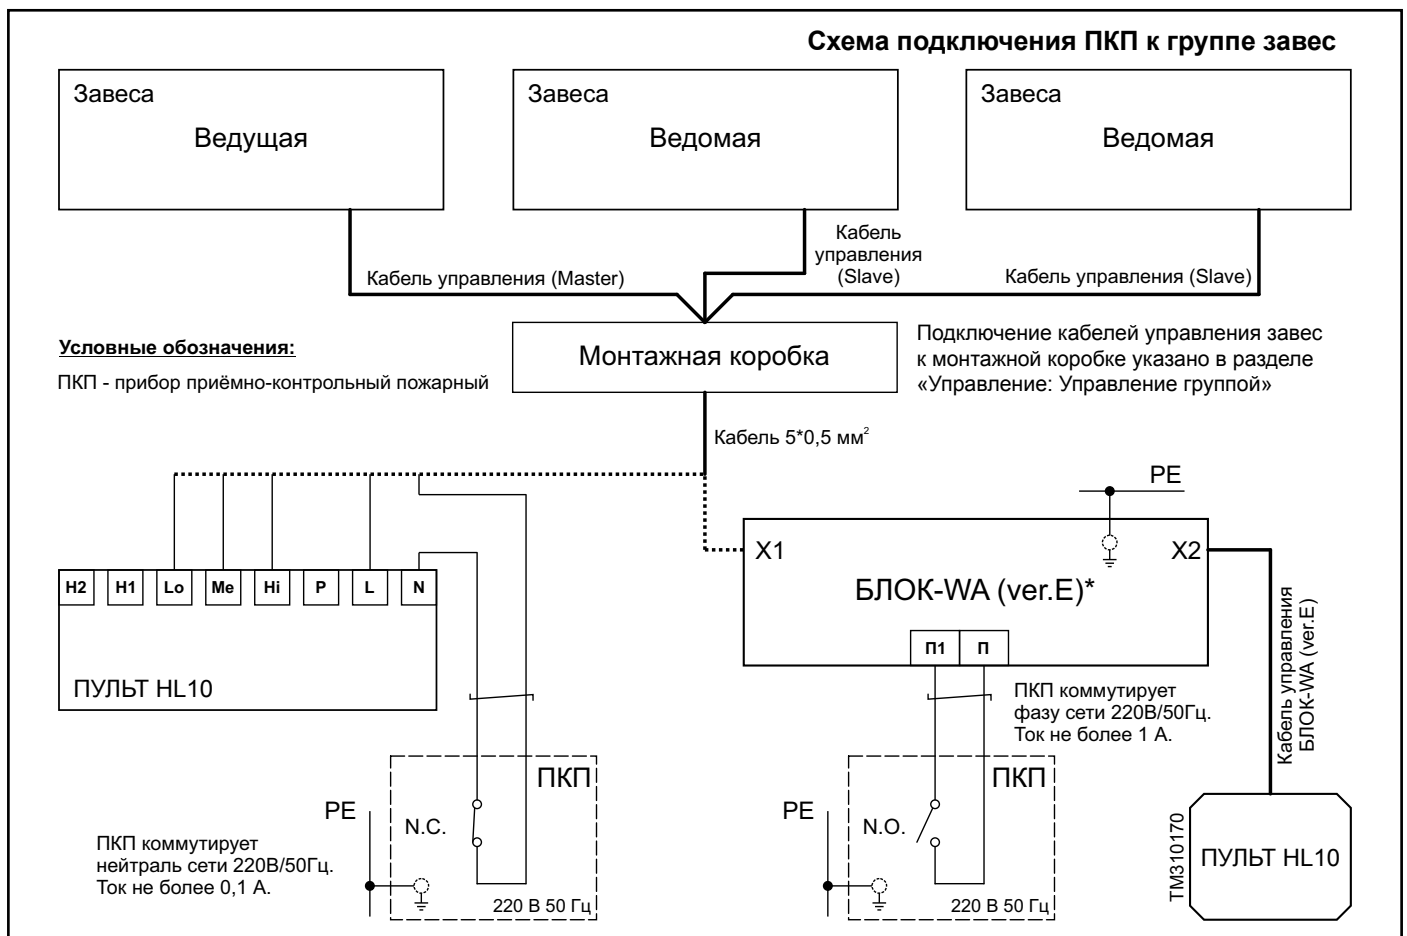 Схема подключения ПКП к группе завес
Завеса
Ведущая
Завеса
Ведомая
Завеса
Ведомая
Кабель управления (Master)
Кабель
управления
(Slave)
Кабель управления (Slave)
Условные обозначения:
ПКП - прибор приёмно-контрольный пожарный
Монтажная коробка
Подключение кабелей управления завес
к монтажной коробке указано в разделе
«Управление: Управление группой»
Кабель 5*0,5 мм²
H2 H1 Lo Me Hi P L N
ПУЛЬТ HL10
PE
X1
X2
БЛОК-WA (ver.E)*
П1 П
ПКП коммутирует
фазу сети 220В/50Гц.
Ток не более 1 А.
Кабель управления
БЛОК-WA (ver.E)
ПКП
PE
N.C.
220 В 50 Гц
ПКП коммутирует
нейтраль сети 220В/50Гц.
Ток не более 0,1 А.
ПКП
PE
N.O.
220 В 50 Гц
TM310170
ПУЛЬТ HL10